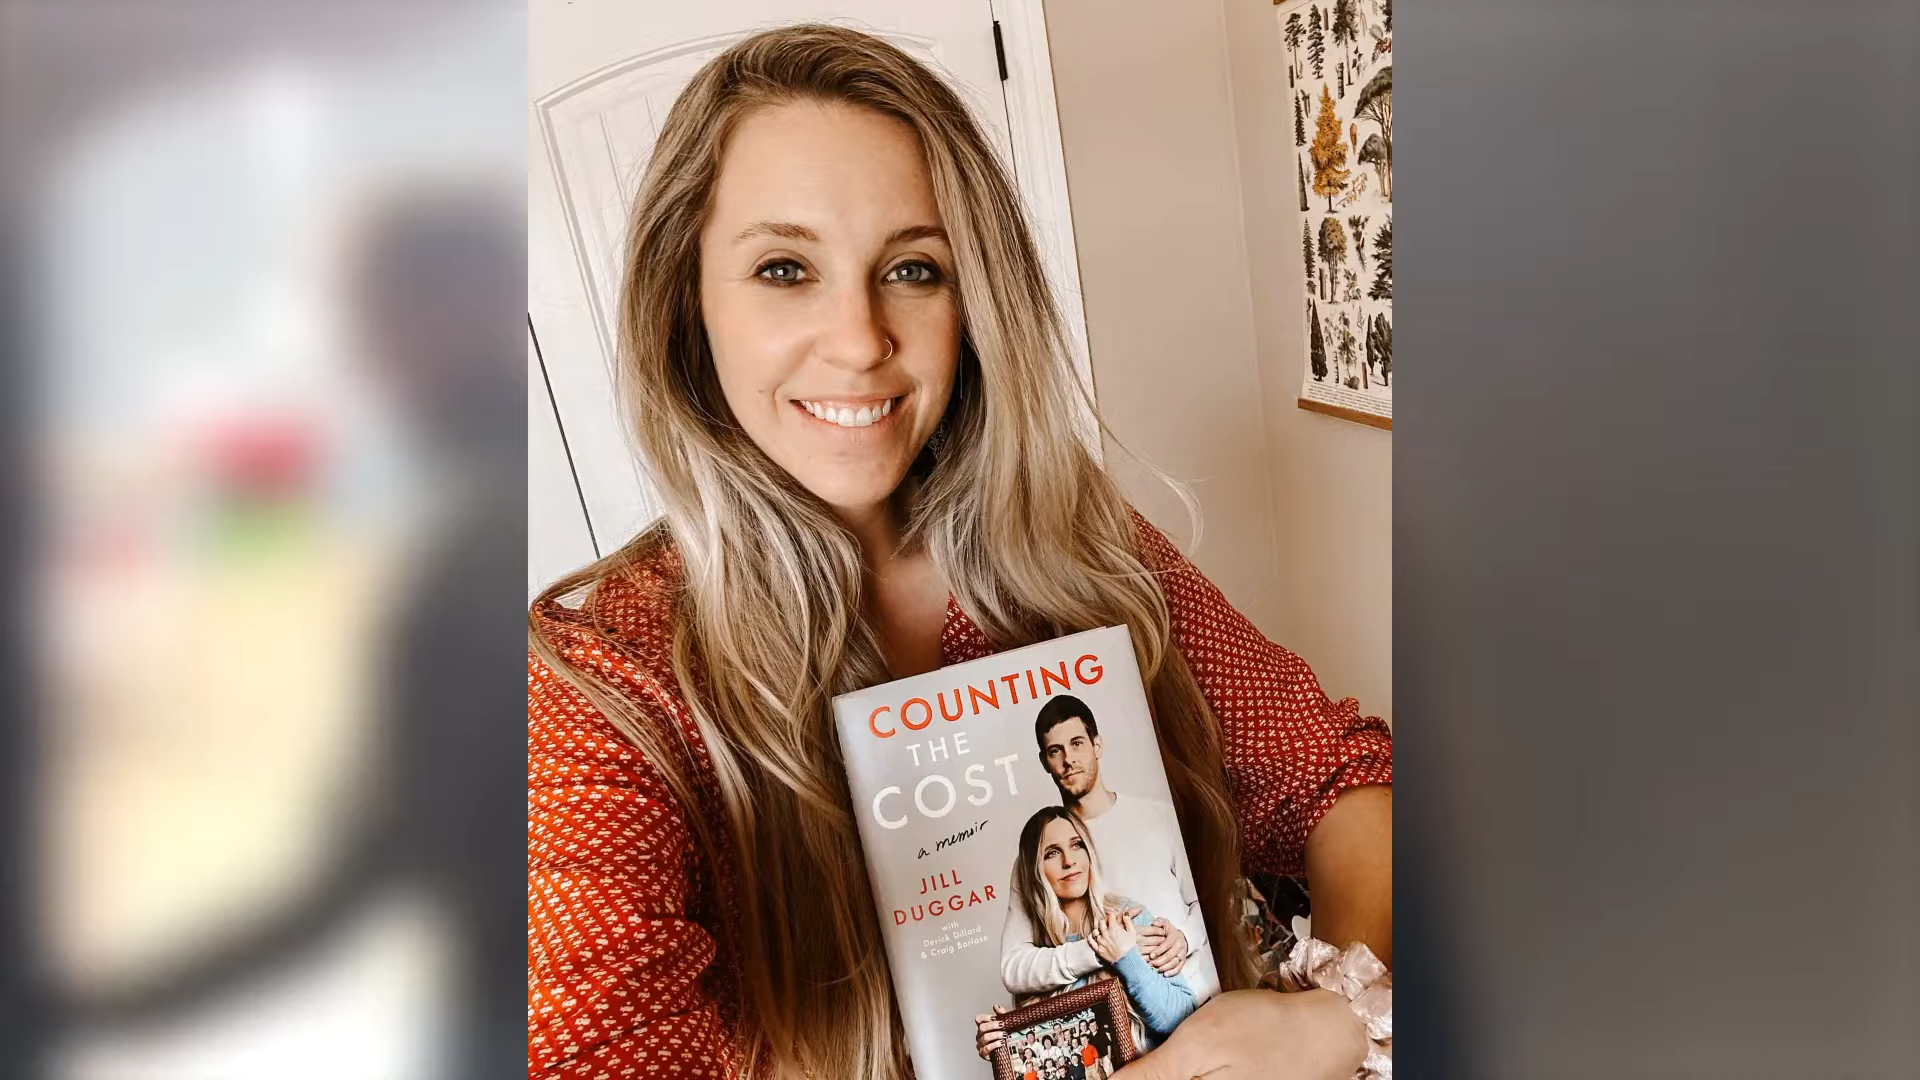 COUNTING
THE
COST
a memoir
JILL
DUGGAR
with
Derick Dillard
& Craig Borlase